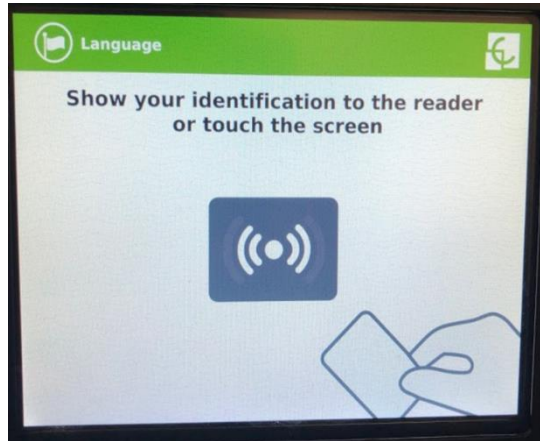 Language
Show your identification to the reader
or touch the screen